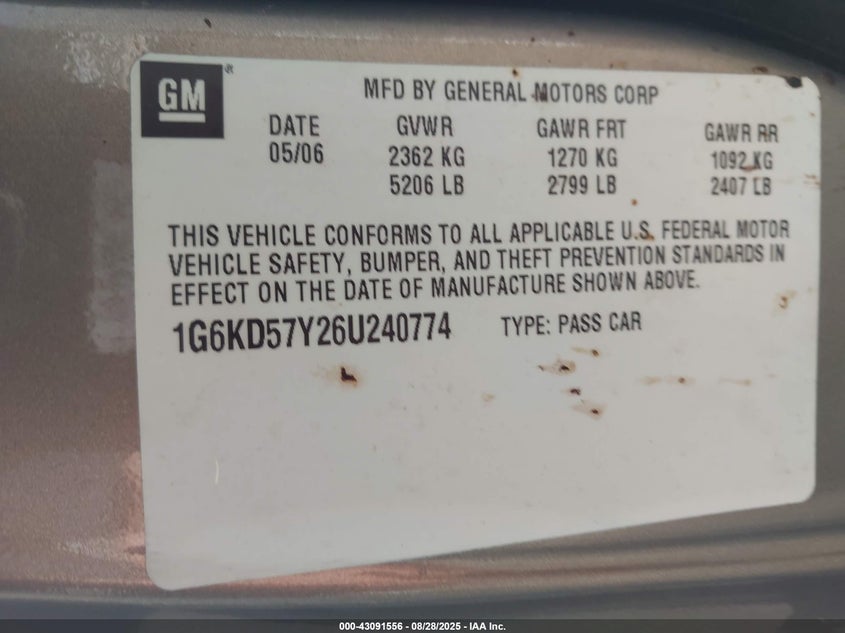 GM®
MFD BY GENERAL MOTORS CORP
DATE GVWR GAWR FRT GAWR RR
05/06 2362 KG 1270 KG 1092 KG
5206 LB 2799 LB 2407 LB
THIS VEHICLE CONFORMS TO ALL APPLICABLE U.S. FEDERAL MOTOR
VEHICLE SAFETY, BUMPER, AND THEFT PREVENTION STANDARDS IN
EFFECT ON THE DATE OF MANUFACTURE SHOWN ABOVE.
1G6KD57Y26U240774 TYPE: PASS CAR
000-43091556 | 08/28/2025 - IAA Inc.